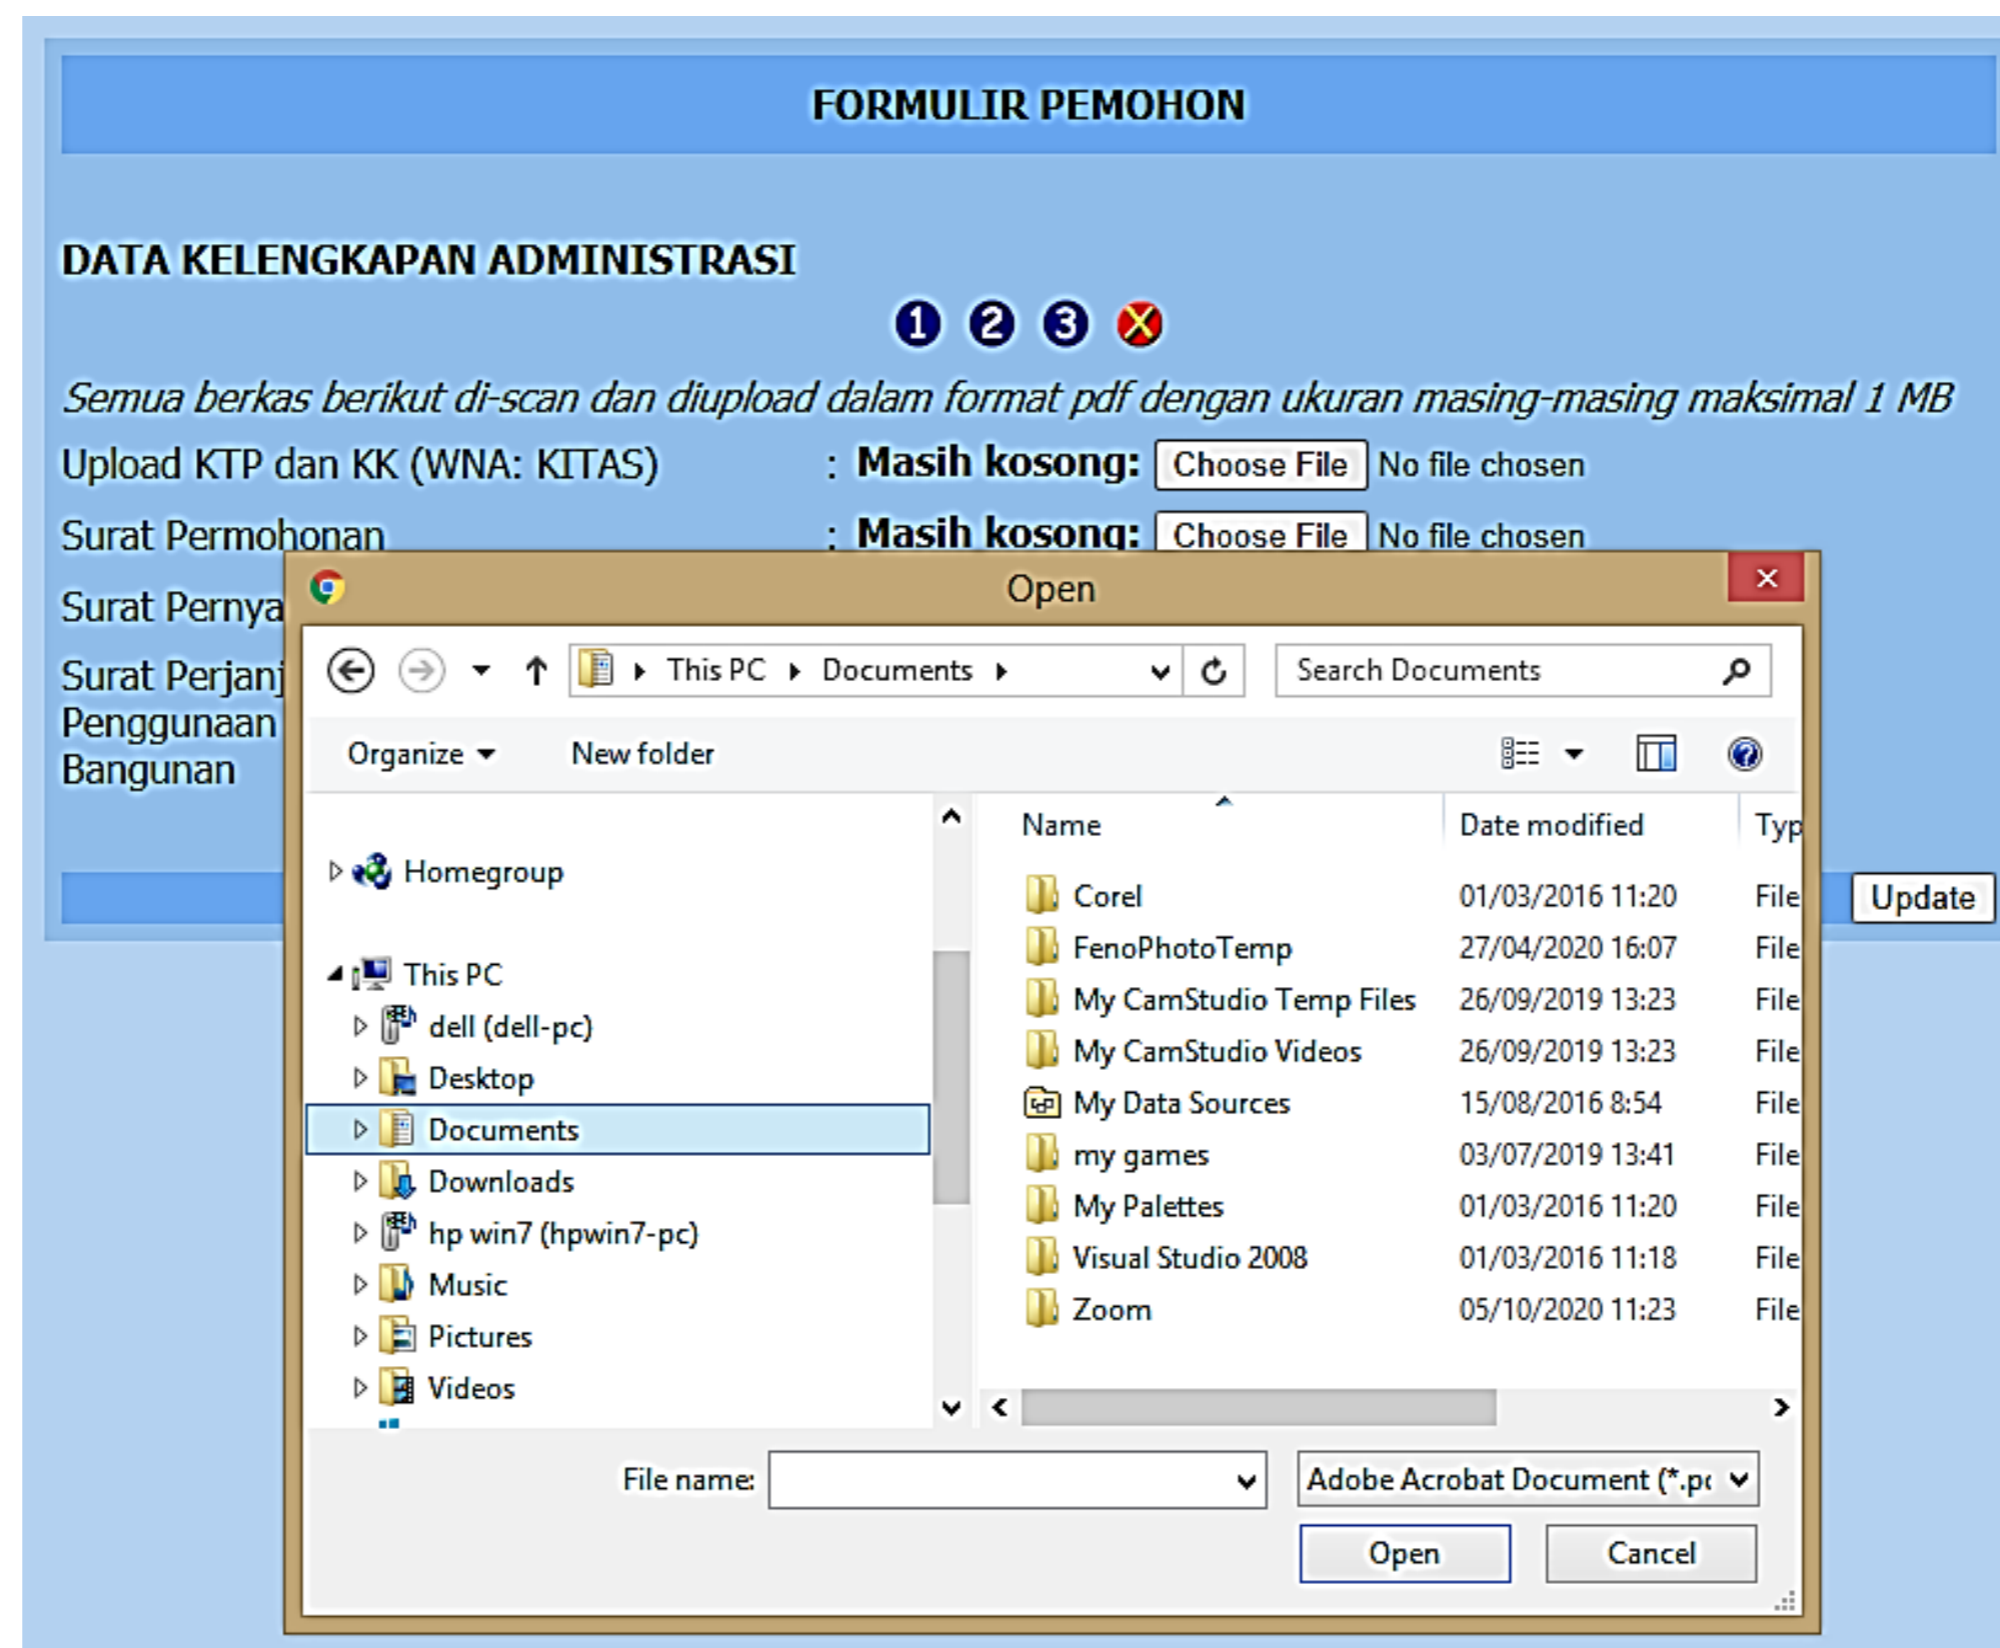 FORMULIR PEMOHON
DATA KELENGKAPAN ADMINISTRASI
1 2 3 X
Semua berkas berikut di-scan dan diupload dalam format pdf dengan ukuran masing-masing maksimal 1 MB
Upload KTP dan KK (WNA: KITAS) : Masih kosong: Choose File No file chosen
Surat Permohonan : Masih kosong: Choose File No file chosen
Surat Pernya
Surat Perjanj
Penggunaan
Bangunan
Update
Open
This PC Documents
Search Documents
Organize New folder
Homegroup
This PC
dell (dell-pc)
Desktop
Documents
Downloads
hp win7 (hpwin7-pc)
Music
Pictures
Videos
Name Date modified Typ
Corel 01/03/2016 11:20 File
FenoPhotoTemp 27/04/2020 16:07 File
My CamStudio Temp Files 26/09/2019 13:23 File
My CamStudio Videos 26/09/2019 13:23 File
My Data Sources 15/08/2016 8:54 File
my games 03/07/2019 13:41 File
My Palettes 01/03/2016 11:20 File
Visual Studio 2008 01/03/2016 11:18 File
Zoom 05/10/2020 11:23 File
File name: Adobe Acrobat Document (*.pd
Open Cancel